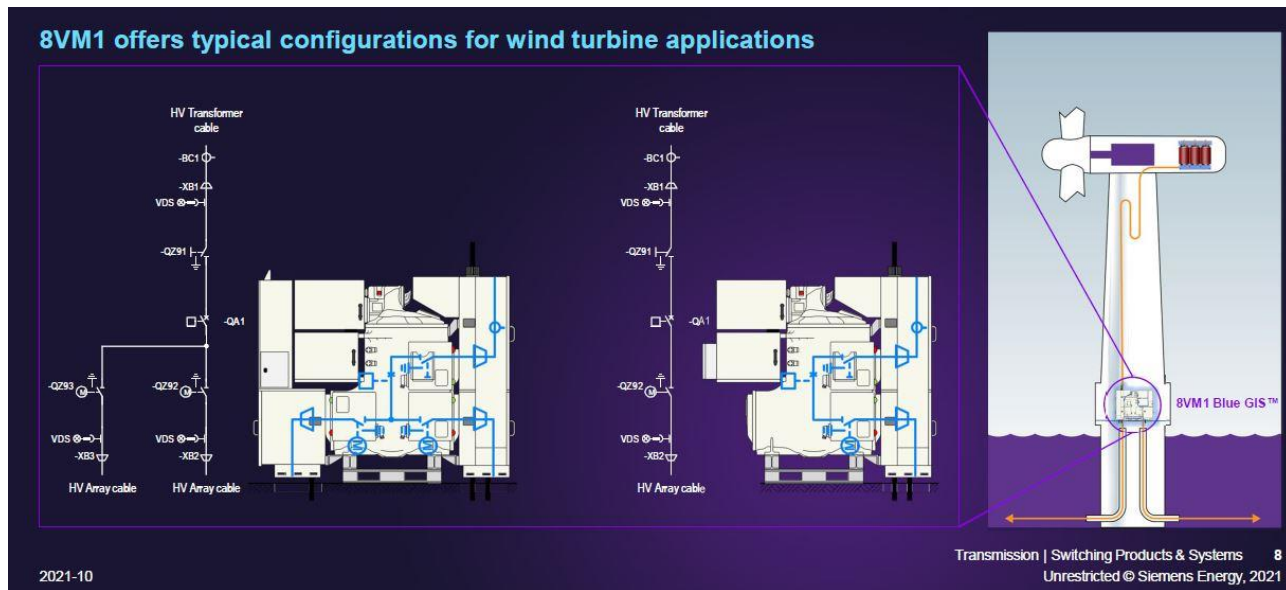 8VM1 offers typical configurations for wind turbine applications
HV Transformer
cable
-BC1
-XB1
VDS
-QZ91
-QA1
-QZ93
M
-QZ92
M
VDS
VDS
-XB3
-XB2
HV Array cable
HV Array cable
M
M
HV Transformer
cable
-BC1
-XB1
VDS
-QZ91
-QA1
-QZ92
M
VDS
-XB2
HV Array cable
M
8VM1 Blue GIS™
Transmission | Switching Products & Systems 8
2021-10
Unrestricted © Siemens Energy, 2021